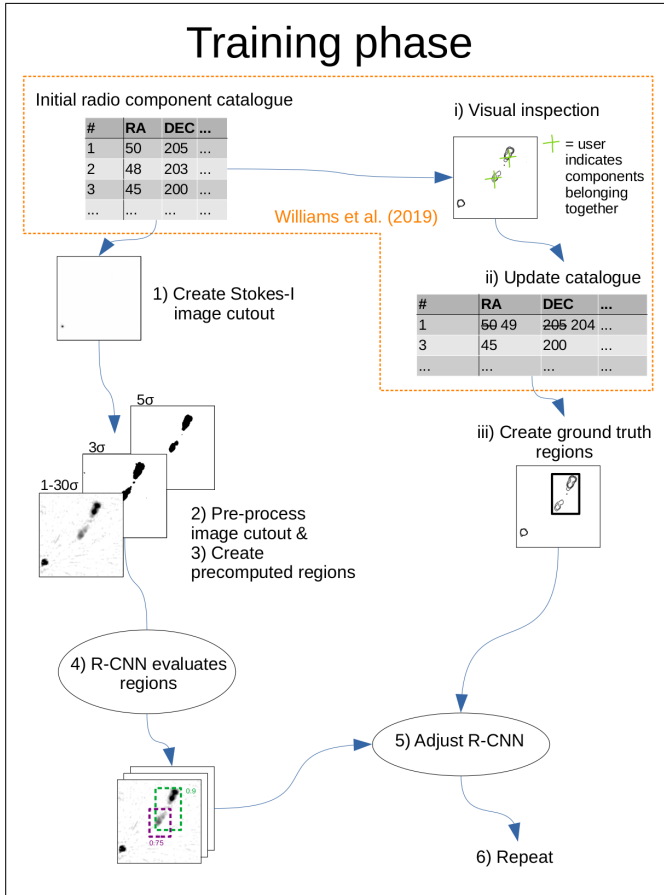 Training phase
Initial radio component catalogue
# RA DEC ...
1 50 205 ...
2 48 203 ...
3 45 200 ...
... ... ... ...
i) Visual inspection
= user
indicates
components
belonging
together
Williams et al. (2019)
1) Create Stokes-I
image cutout
ii) Update catalogue
# RA DEC ...
1 50 49 205 204 ...
3 45 200 ...
... ... ... ...
5σ
3σ
1-30σ
2) Pre-process
image cutout &
3) Create
precomputed regions
iii) Create ground truth
regions
4) R-CNN evaluates
regions
5) Adjust R-CNN
0.9
0.75
6) Repeat